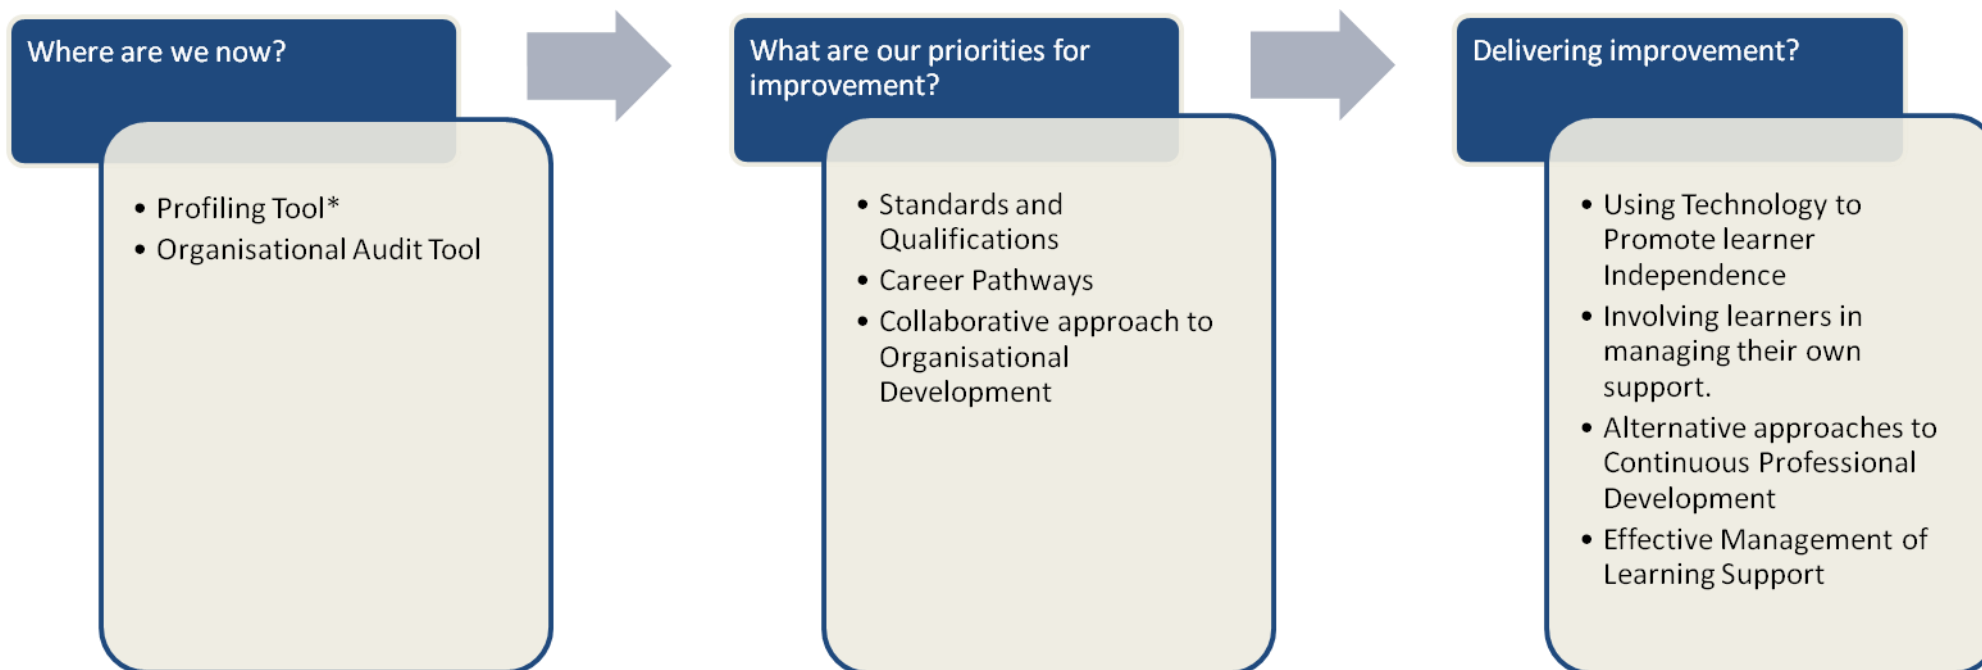 Where are we now?
• Profiling Tool*
• Organisational Audit Tool
What are our priorities for
improvement?
• Standards and
Qualifications
• Career Pathways
• Collaborative approach to
Organisational
Development
Delivering improvement?
• Using Technology to
Promote learner
Independence
• Involving learners in
managing their own
support.
• Alternative approaches to
Continuous Professional
Development
• Effective Management of
Learning Support